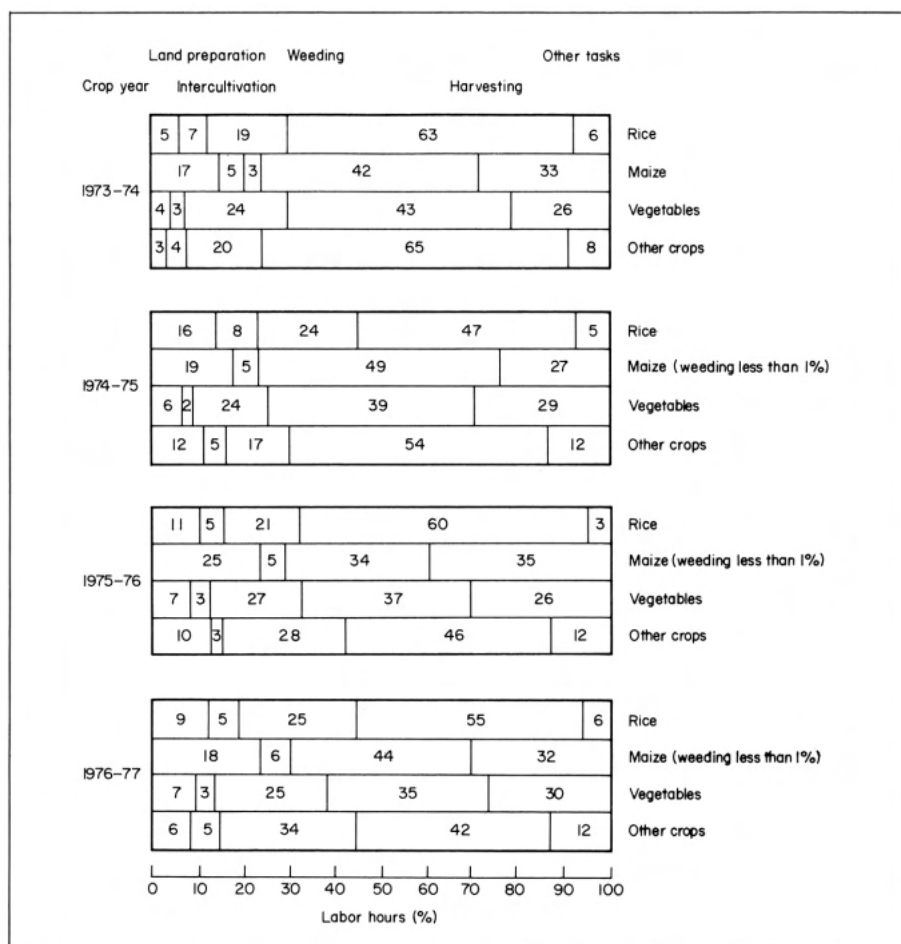 Land preparation Weeding Other tasks
Crop year Intercultivation Harvesting
5 7 19 63 6 Rice
17 5 3 42 33 Maize
1973-74
4 3 24 43 26 Vegetables
3 4 20 65 8 Other crops
16 8 24 47 5 Rice
19 5 49 27 Maize (weeding less than 1%)
1974-75
6 2 24 39 29 Vegetables
12 5 17 54 12 Other crops
11 5 21 60 3 Rice
25 5 34 35 Maize (weeding less than 1%)
1975-76
7 3 27 37 26 Vegetables
10 3 28 46 12 Other crops
9 5 25 55 6 Rice
18 6 44 32 Maize (weeding less than 1%)
1976-77
7 3 25 35 30 Vegetables
6 5 34 42 12 Other crops
0 10 20 30 40 50 60 70 80 90 100
Labor hours (%)